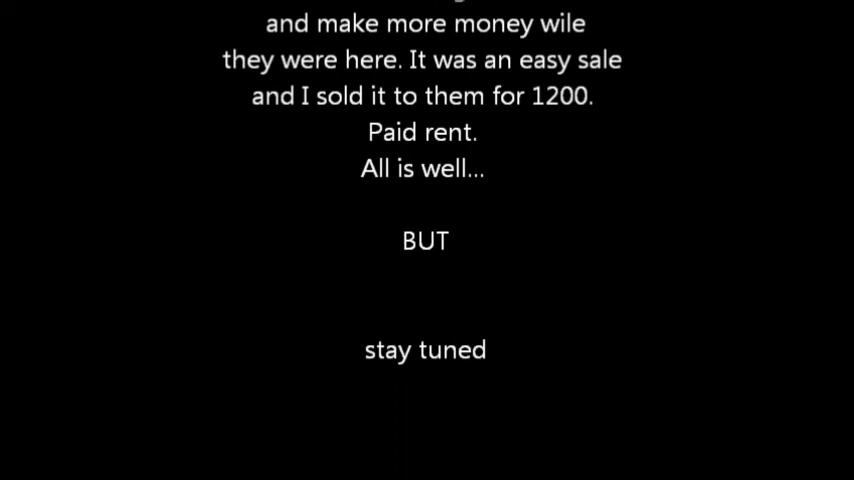 and make more money wile
they were here. It was an easy sale
and I sold it to them for 1200.
Paid rent.
All is well...
BUT
stay tuned